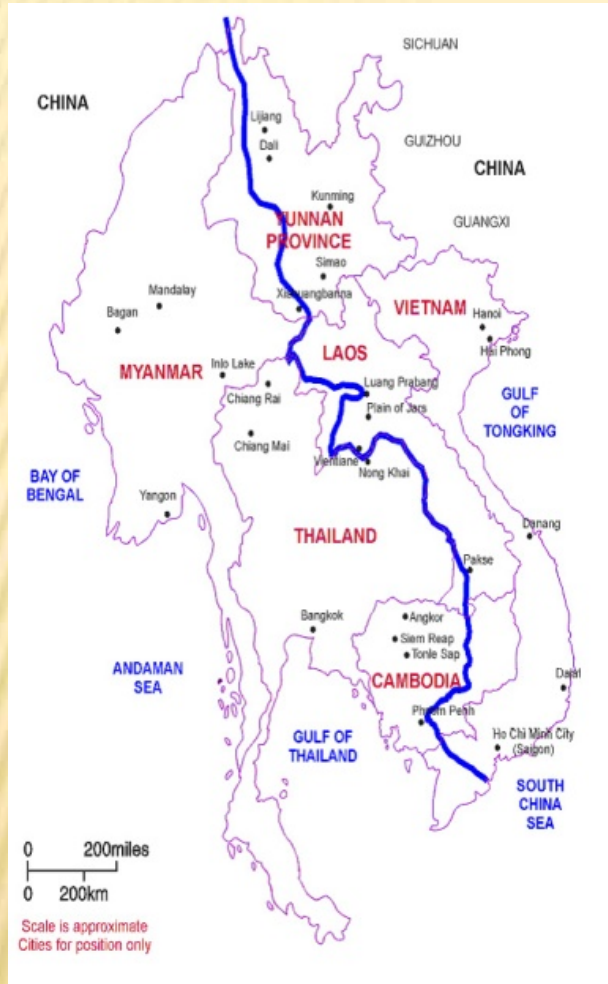 SICHUAN
CHINA
Lijiang
Dali
GUIZHOU
CHINA
Kunming
YUNNAN
PROVINCE
GUANGXI
Simao
Xishuangbanna
Mandalay
Bagan
VIETNAM
Hanoi
Hai Phong
LAOS
MYANMAR
Inlo Lake
Chiang Rai
Luang Prabang
Plain of Jars
GULF
OF
TONGKING
Chiang Mai
Vientiane
Nong Khai
BAY OF
BENGAL
Yangon
THAILAND
Danang
Pakse
Bangkok
Angkor
Siem Reap
Tonle Sap
ANDAMAN
SEA
CAMBODIA
Phnom Penh
GULF OF
THAILAND
Ho Chi Minh City
(Saigon)
SOUTH
CHINA
SEA
0 200miles
0 200km
Scale is approximate
Cities for position only